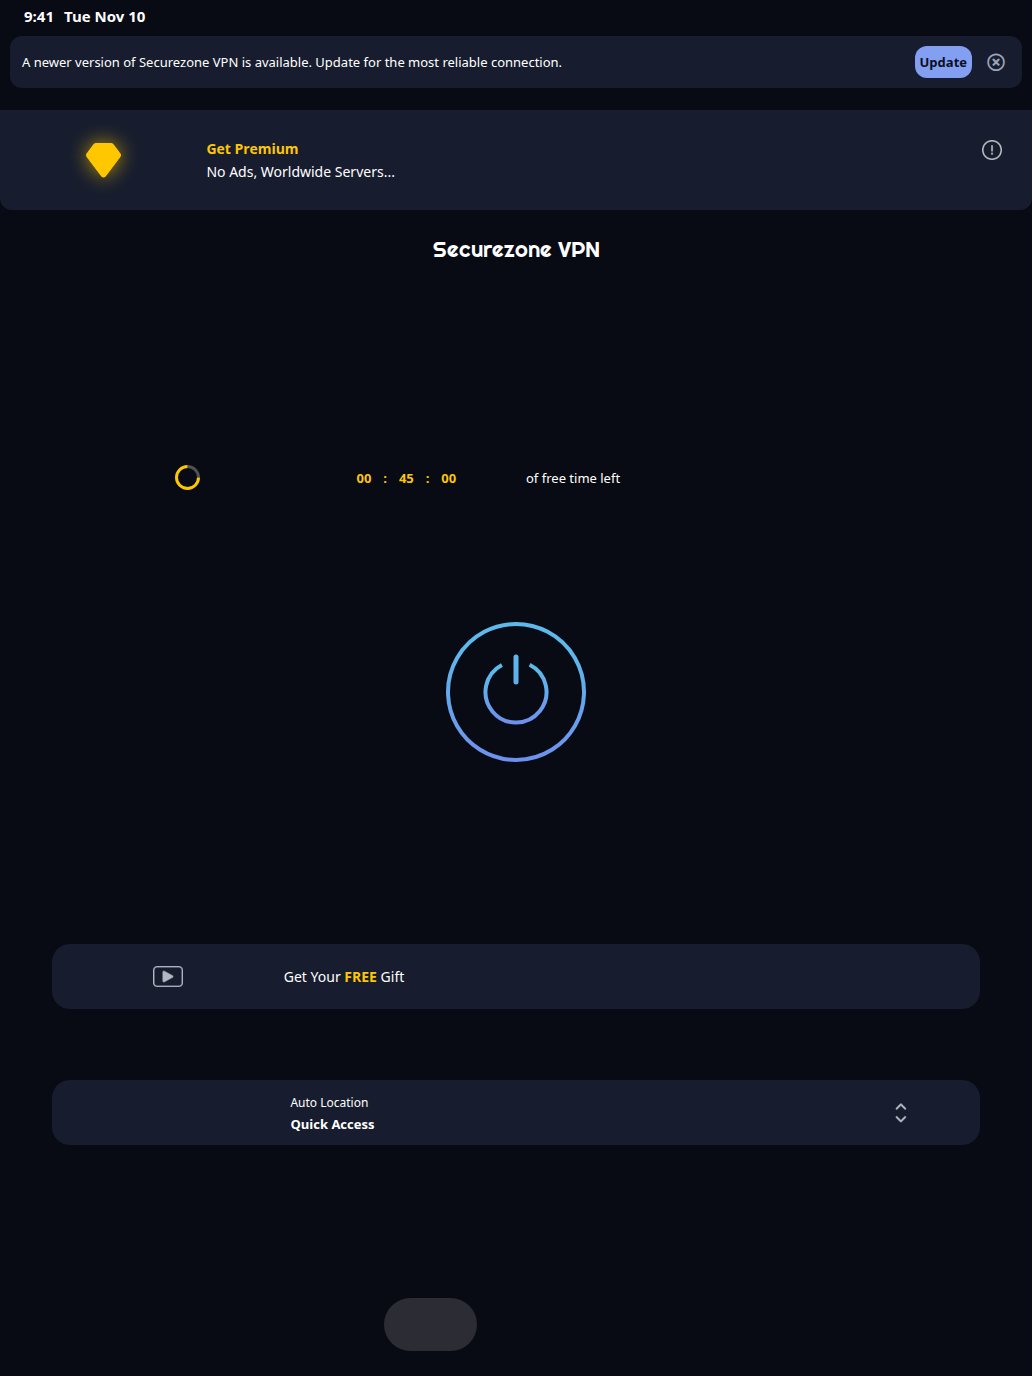 9:41 Tue Nov 10
A newer version of Securezone VPN is available. Update for the most reliable connection.
Update
Get Premium
No Ads, Worldwide Servers...
Securezone VPN
00 : 45 : 00 of free time left
Get Your FREE Gift
Auto Location
Quick Access